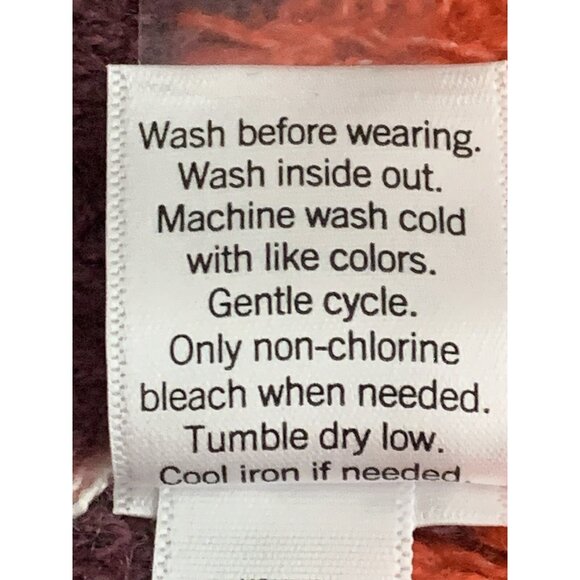 Wash before wearing.
Wash inside out.
Machine wash cold
with like colors.
Gentle cycle.
Only non-chlorine
bleach when needed.
Tumble dry low.
Cool iron if needed.